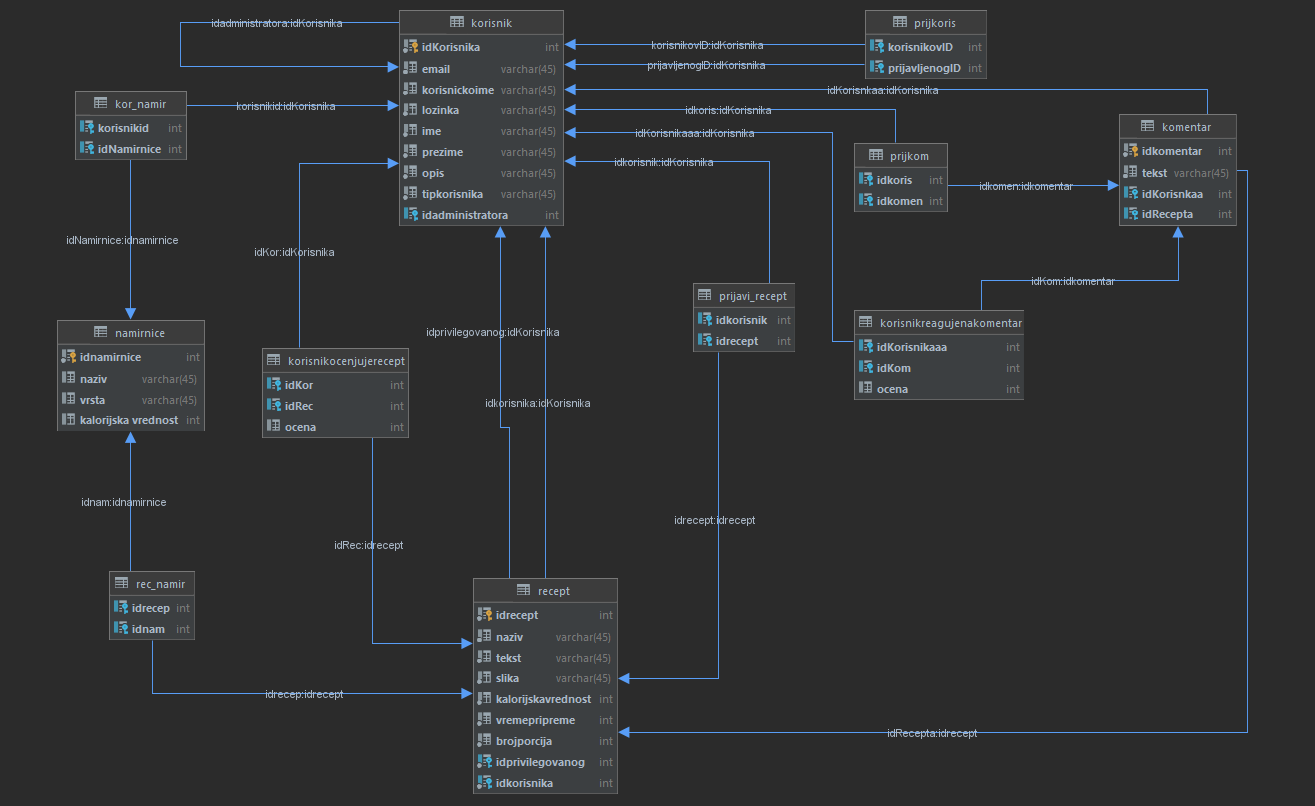 idadministratora:idKorisnika
korisnik
idKorisnika int
email varchar(45)
korisnickoime varchar(45)
lozinka varchar(45)
ime varchar(45)
prezime varchar(45)
opis varchar(45)
tipkorisnika varchar(45)
idadministratora int
prijkoris
korisnikovID int
prijavljenogID int
korisnikovID:idKorisnika
prijavljenogID:idKorisnika
idKorisnkaa:idKorisnika
idkoris:idKorisnika
idKorisnikaaa:idKorisnika
idkorisnik:idKorisnika
kor_namir
korisnikid int
idNamirnice int
korisnikid:idKorisnika
komentar
idkomentar int
tekst varchar(45)
idKorisnkaa int
idRecepta int
prijkom
idkoris int
idkomen int
idkomen:idkomentar
idNamirnice:idnamirnice
idKor:idKorisnika
idKom:idkomentar
prijavi_recept
idkorisnik int
idrecept int
korisnikreagujenakomentar
idKorisnikaaa int
idKom int
ocena int
namirnice
idnamirnice int
naziv varchar(45)
vrsta varchar(45)
kalorijska vrednost int
idprivilegovanog:idKorisnika
korisnikocenjujerecept
idKor int
idRec int
ocena int
idkorisnika:idKorisnika
idnam:idnamirnice
idrecept:idrecept
idRec:idrecept
rec_namir
idrecep int
idnam int
recept
idrecept int
naziv varchar(45)
tekst varchar(45)
slika varchar(45)
kalorijskavrednost int
vremepripreme int
brojporcija int
idprivilegovanog int
idkorisnika int
idrecep:idrecept
idRecepta:idrecept